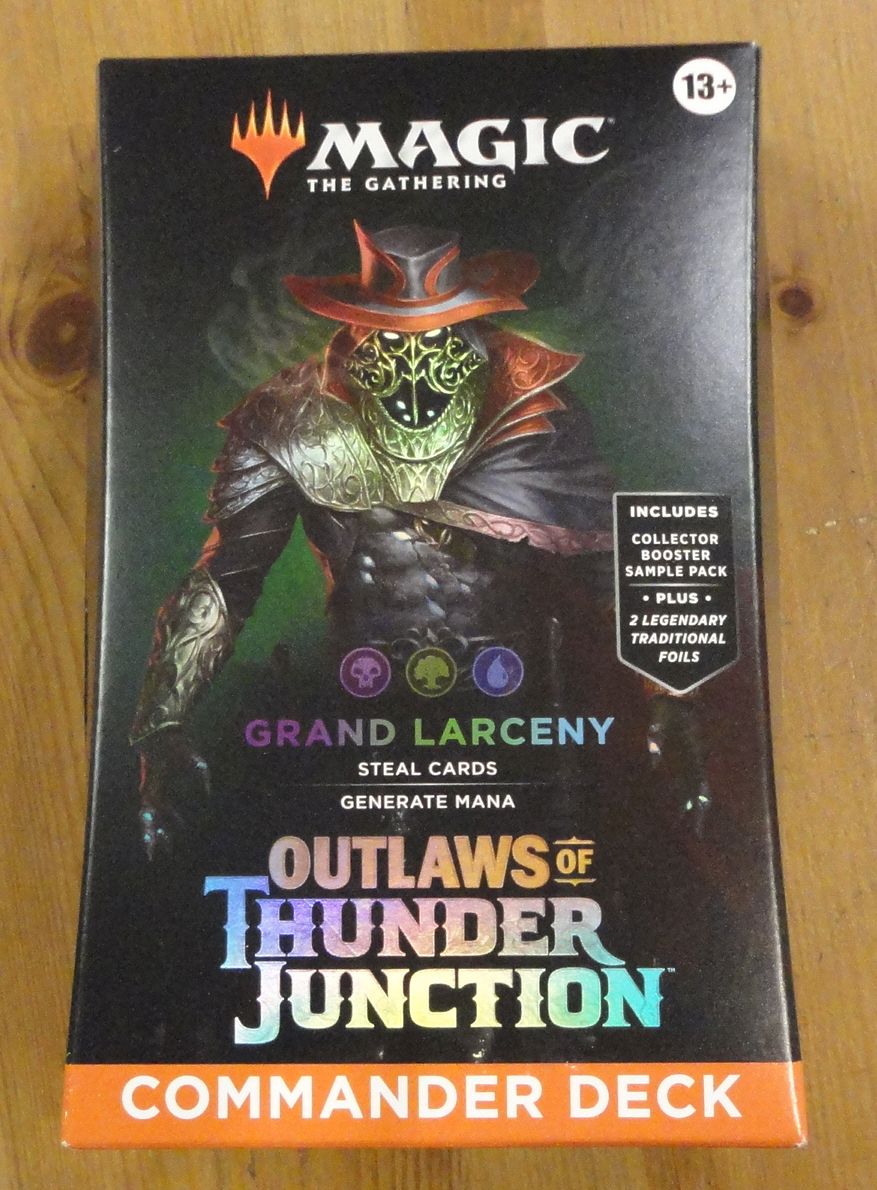 13+
MAGIC
THE GATHERING
INCLUDES
COLLECTOR
BOOSTER
SAMPLE PACK
• PLUS •
2 LEGENDARY
TRADITIONAL
FOILS
GRAND LARCENY
STEAL CARDS
GENERATE MANA
OUTLAWS OF
THUNDER
JUNCTION™
COMMANDER DECK